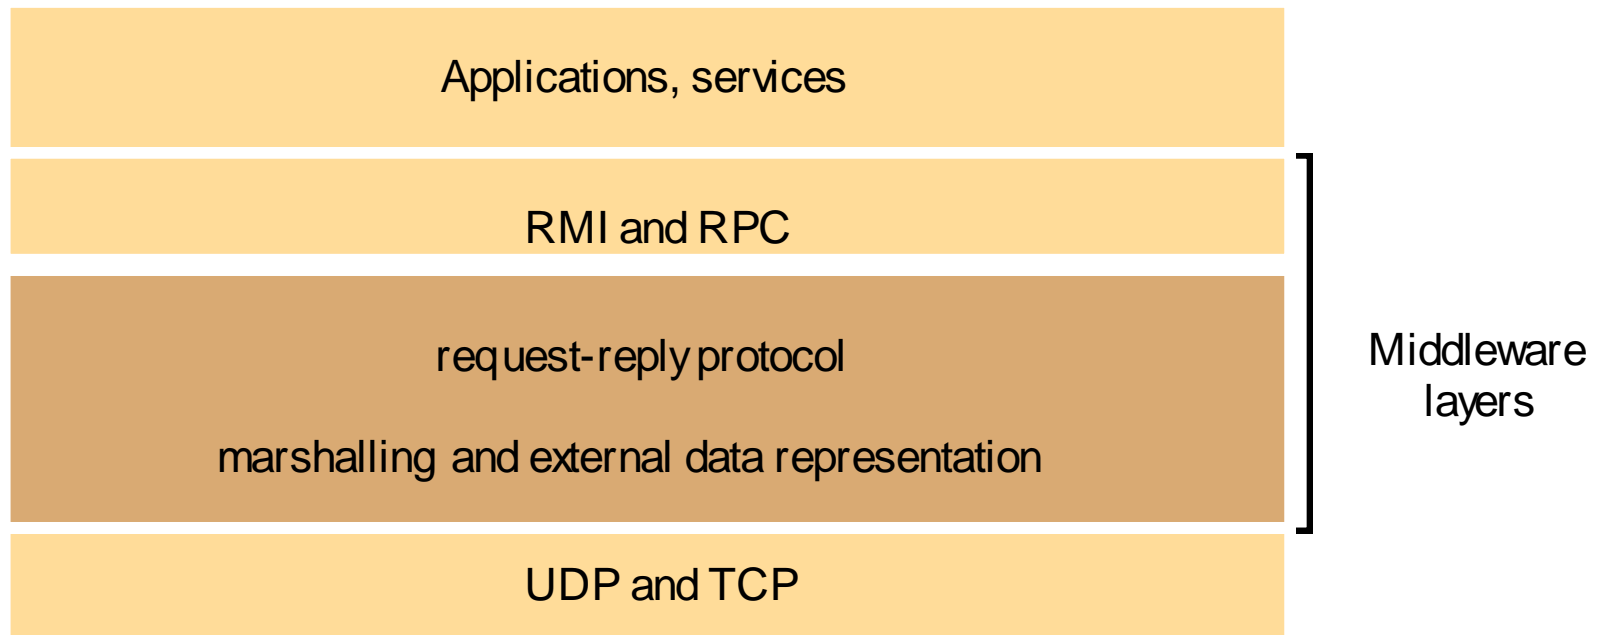 Applications, services
RMI and RPC
request-reply protocol
marshalling and external data representation
UDP and TCP
Middleware
layers